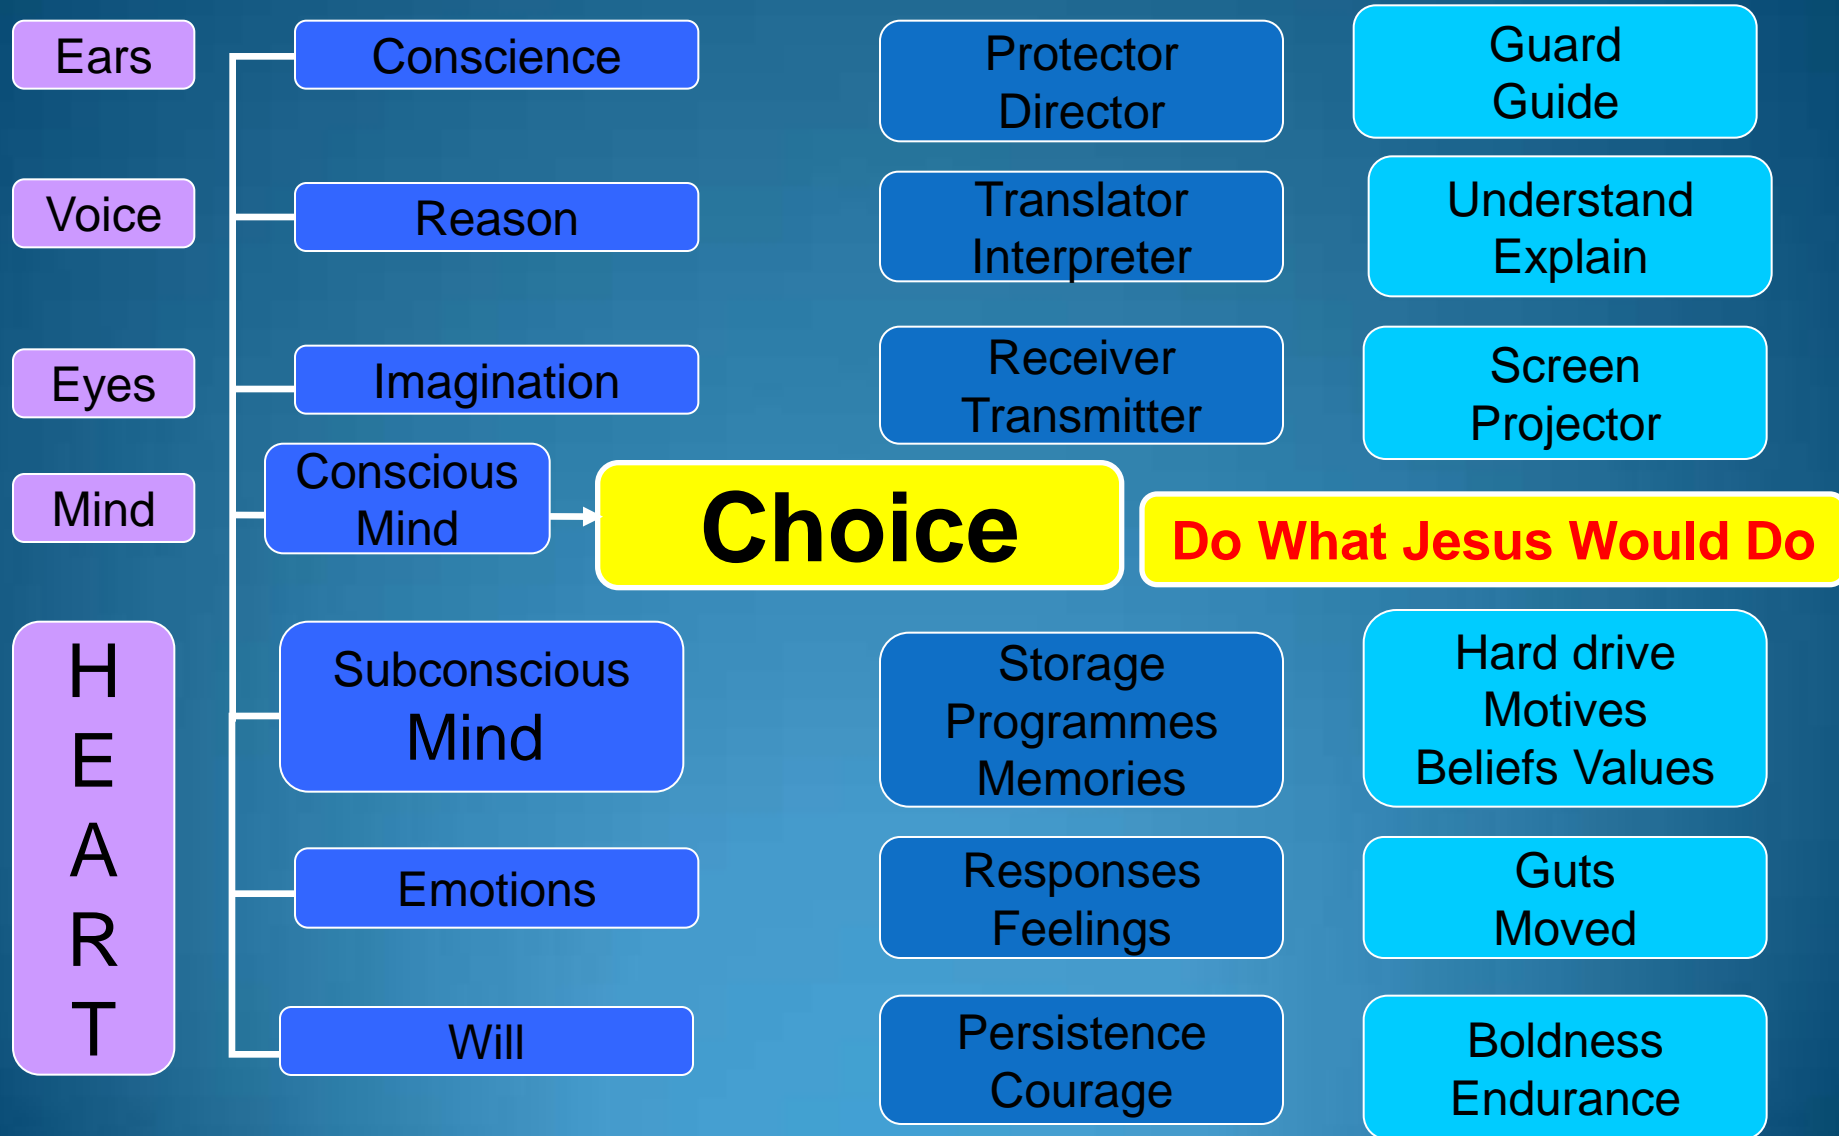 Ears
Conscience
Protector
Director
Guard
Guide
Voice
Reason
Translator
Interpreter
Understand
Explain
Eyes
Imagination
Receiver
Transmitter
Screen
Projector
Mind
Conscious
Mind
Choice
Do What Jesus Would Do
H
E
A
R
T
Subconscious
Mind
Storage
Programmes
Memories
Hard drive
Motives
Beliefs Values
Emotions
Responses
Feelings
Guts
Moved
Will
Persistence
Courage
Boldness
Endurance